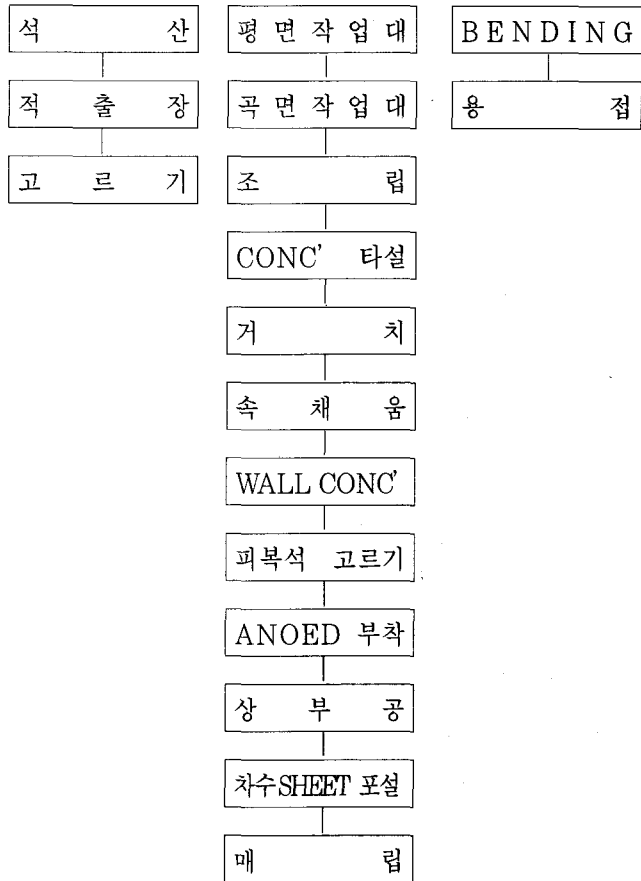 석 산
적 출 장
고 르 기
평 면 작 업 대
곡 면 작 업 대
조 립
CONC' 타설
거 치
속 채 움
WALL CONC'
피복석 고르기
ANOED 부착
상 부 공
차수SHEET 포설
매 립
BENDING
용 접